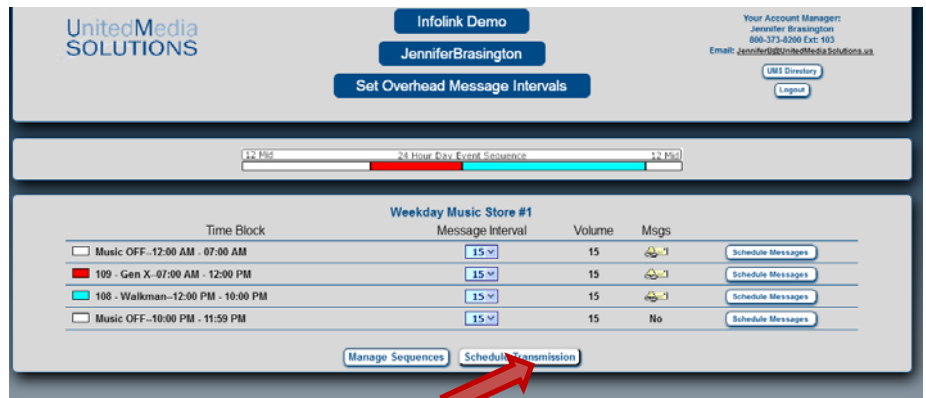 UnitedMedia
SOLUTIONS
Infolink Demo
JenniferBrasington
Set Overhead Message Intervals
Your Account Manager:
Jennifer Brasington
800-373-8200 Ext: 103
Email: JenniferB@UnitedMediaSolutions.us
UMS Directory
Logout
12 Mid 24 Hour Day Event Sequence 12 Mid
Weekday Music Store #1
Time Block Message Interval Volume Msgs
Music OFF--12:00 AM - 07:00 AM 15 15 Schedule Messages
109 - Gen X--07:00 AM - 12:00 PM 15 15 Schedule Messages
108 - Walkman--12:00 PM - 10:00 PM 15 15 Schedule Messages
Music OFF--10:00 PM - 11:59 PM 15 15 No Schedule Messages
Manage Sequences Schedule Transmission